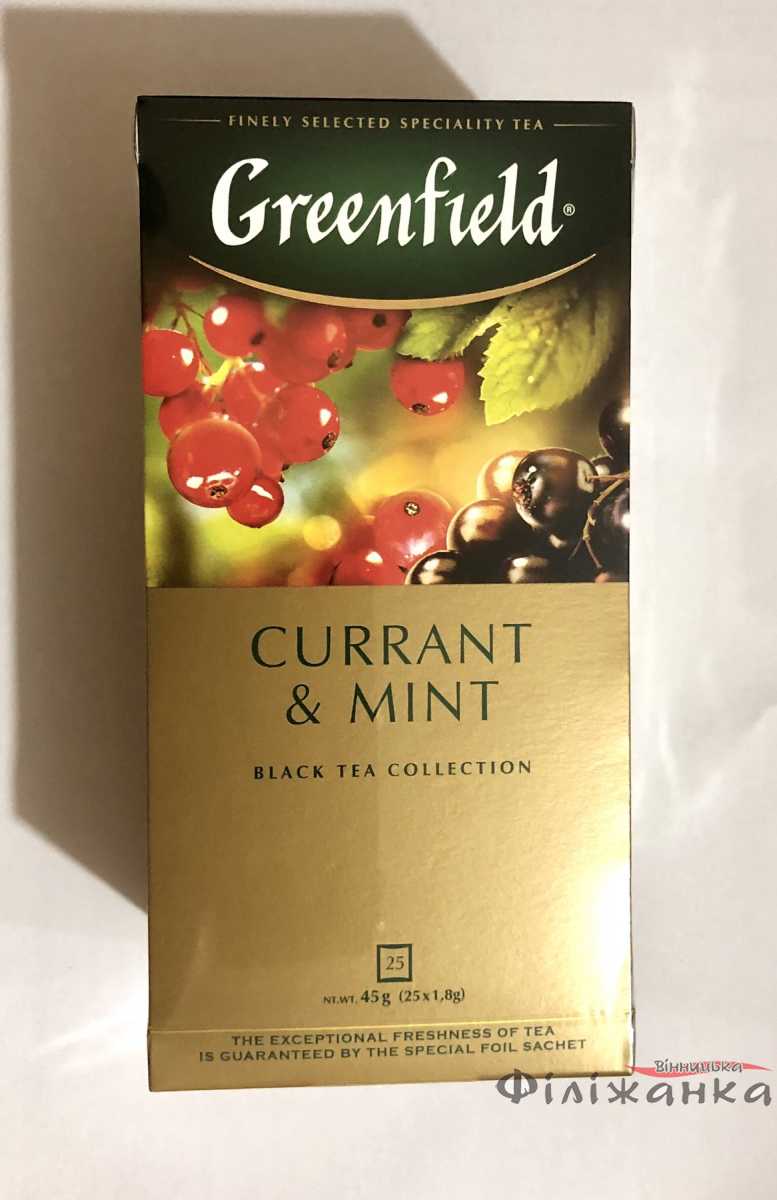 FINELY SELECTED SPECIALITY TEA
Greenfield®
CURRANT
& MINT
BLACK TEA COLLECTION
25
NT.WT. 45g (25x1,8g)
THE EXCEPTIONAL FRESHNESS OF TEA
IS GUARANTEED BY THE SPECIAL FOIL SACHET
Вінницька
Філіжанка